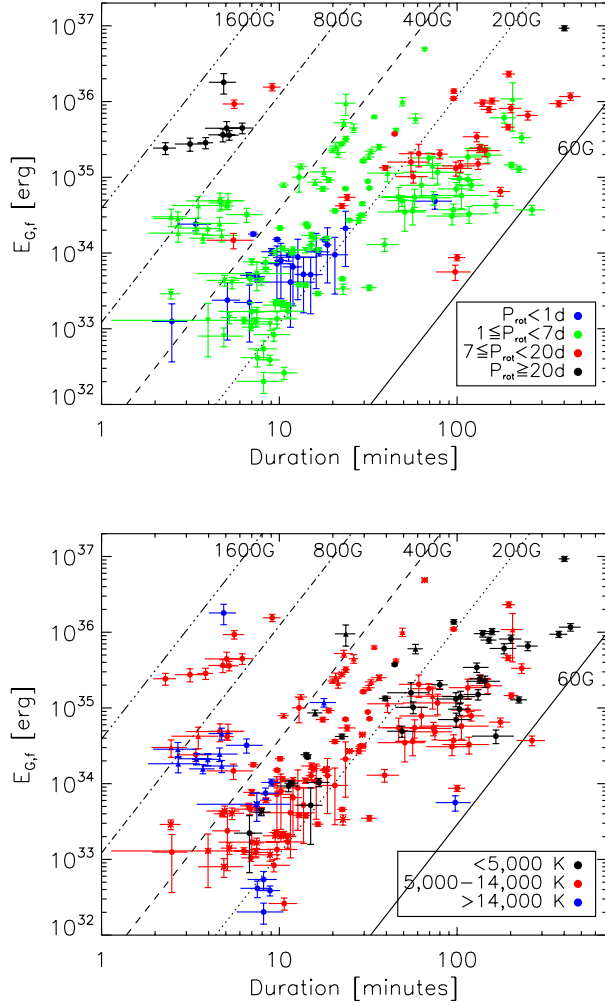 1600G 800G 400G 200G
10^37
10^36
10^35
10^34
10^33
10^32
E_G,f [erg]
60G
P_rot<1d
1≦P_rot<7d
7≦P_rot<20d
P_rot≧20d
1 10 100
Duration [minutes]
1600G 800G 400G 200G
10^37
10^36
10^35
10^34
10^33
10^32
E_G,f [erg]
60G
<5,000 K
5,000−14,000 K
>14,000 K
1 10 100
Duration [minutes]